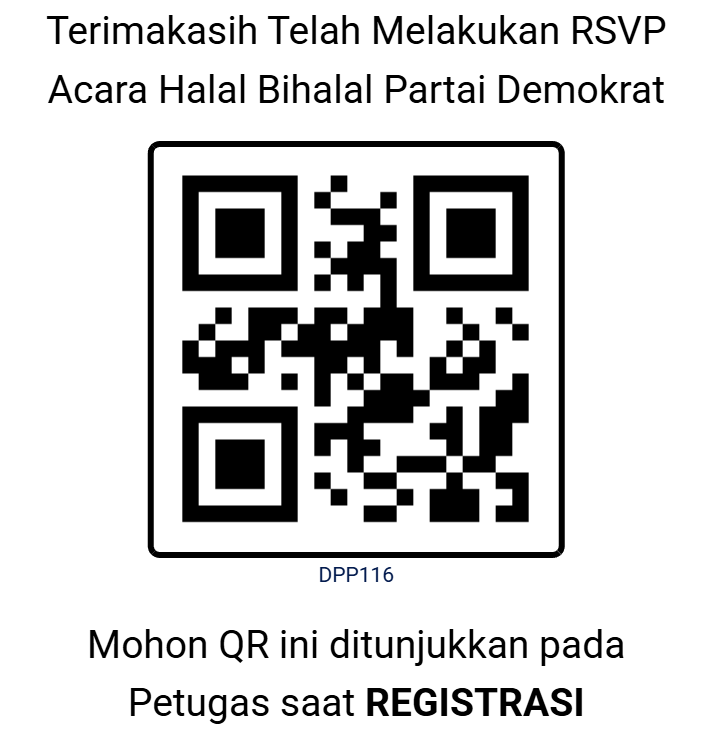 Terimakasih Telah Melakukan RSVP
Acara Halal Bihalal Partai Demokrat
DPP116
Mohon QR ini ditunjukkan pada
Petugas saat REGISTRASI